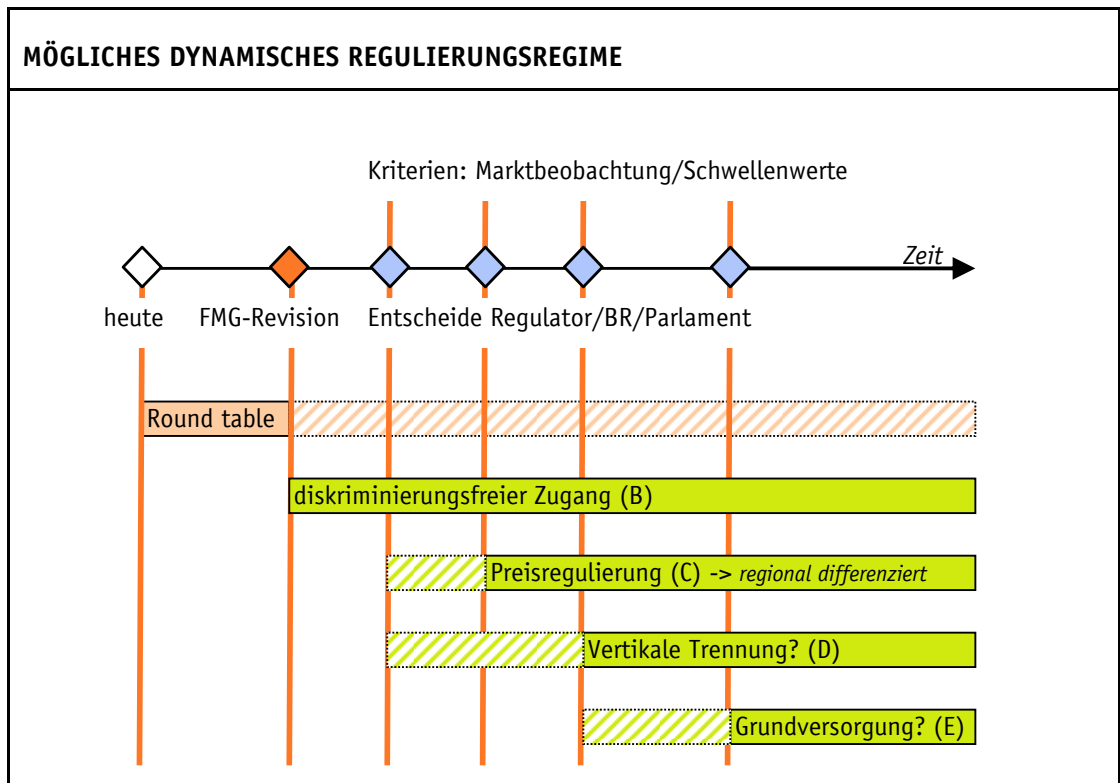 MÖGLICHES DYNAMISCHES REGULIERUNGSREGIME
Kriterien: Marktbeobachtung/Schwellenwerte
Zeit
heute FMG-Revision Entscheide Regulator/BR/Parlament
Round table
diskriminierungsfreier Zugang (B)
Preisregulierung (C) -> regional differenziert
Vertikale Trennung? (D)
Grundversorgung? (E)